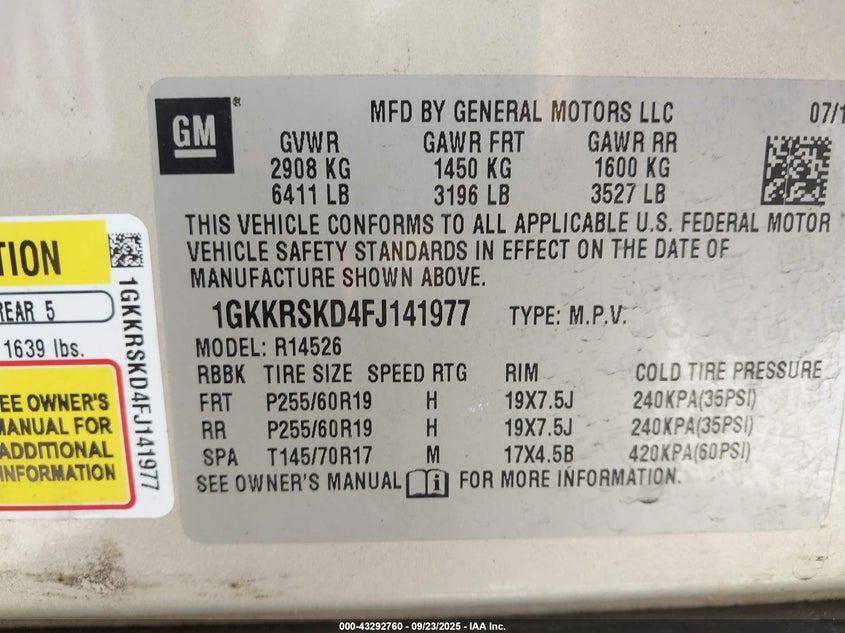 GM ®
MFD BY GENERAL MOTORS LLC 07/1
GVWR GAWR FRT GAWR RR
2908 KG 1450 KG 1600 KG
6411 LB 3196 LB 3527 LB
THIS VEHICLE CONFORMS TO ALL APPLICABLE U.S. FEDERAL MOTOR
VEHICLE SAFETY STANDARDS IN EFFECT ON THE DATE OF
MANUFACTURE SHOWN ABOVE.
1GKKRSKD4FJ141977 TYPE: M.P.V.
MODEL: R14526
RBBK TIRE SIZE SPEED RTG RIM COLD TIRE PRESSURE
FRT P255/60R19 H 19X7.5J 240KPA(35PSI)
RR P255/60R19 H 19X7.5J 240KPA(35PSI)
SPA T145/70R17 M 17X4.5B 420KPA(60PSI)
SEE OWNER'S MANUAL FOR MORE INFORMATION.
TION
REAR 5
1639 lbs.
EE OWNER'S
MANUAL FOR
ADDITIONAL
INFORMATION
1GKKRSKD4FJ141977
000-43292760 - 09/23/2025 - IAA Inc.